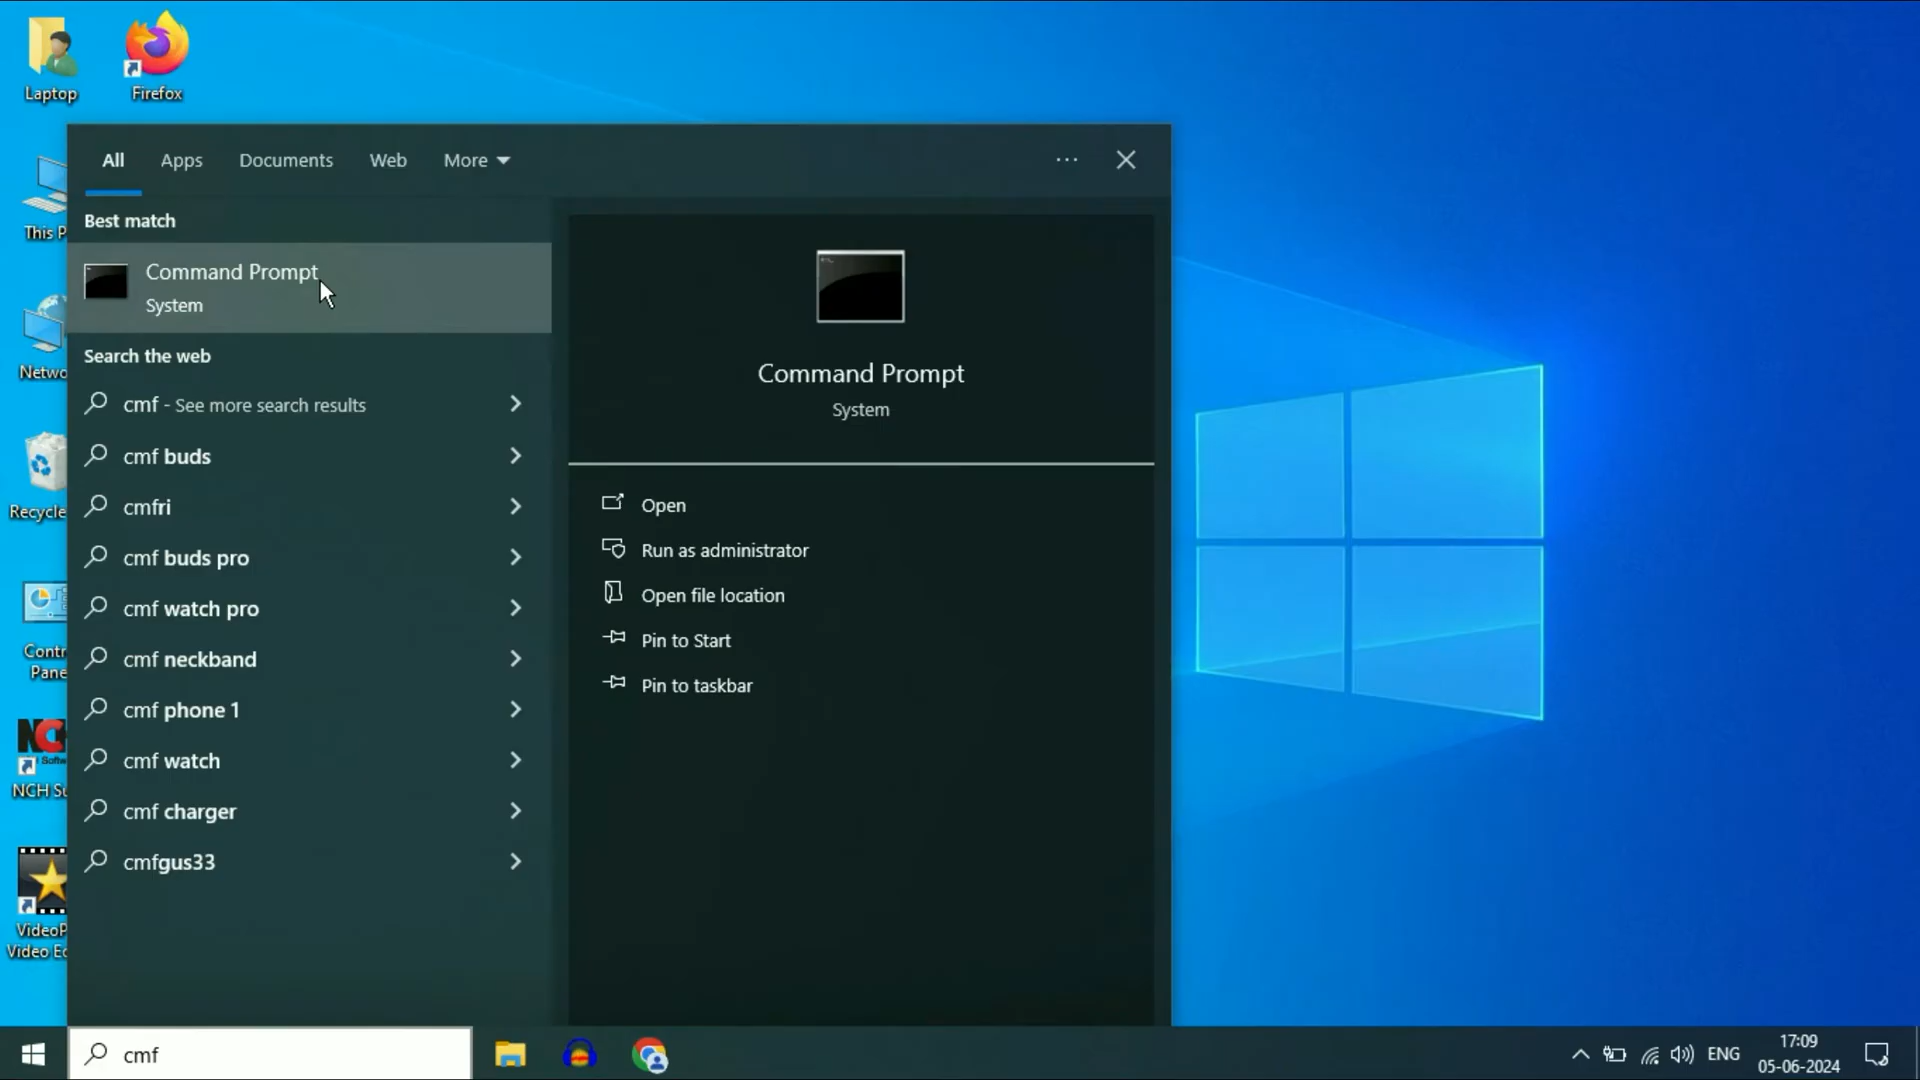 Laptop
Firefox
All
Apps
Documents
Web
More
Best match
Command Prompt
System
Search the web
cmf - See more search results
cmf buds
cmfri
cmf buds pro
cmf watch pro
cmf neckband
cmf phone 1
cmf watch
cmf charger
cmfgus33
Command Prompt
System
Open
Run as administrator
Open file location
Pin to Start
Pin to taskbar
This P
Netwo
Recycle
Contr
Pane
NCH Su
VideoP
Video Ed
cmf
ENG
17:09
05-06-2024